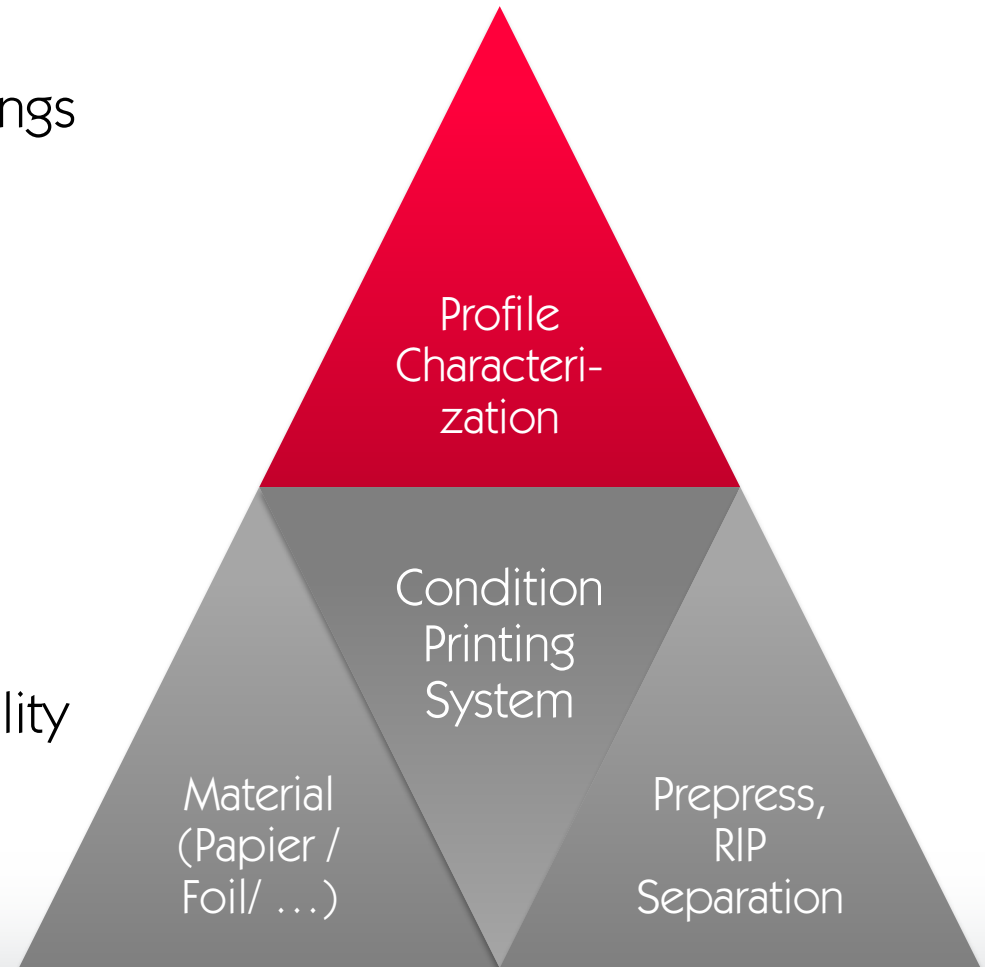 ngs
Profile
Characteri-
zation
Condition
Printing
System
lity
Material
(Papier /
Foil/ ...)
Prepress,
RIP
Separation